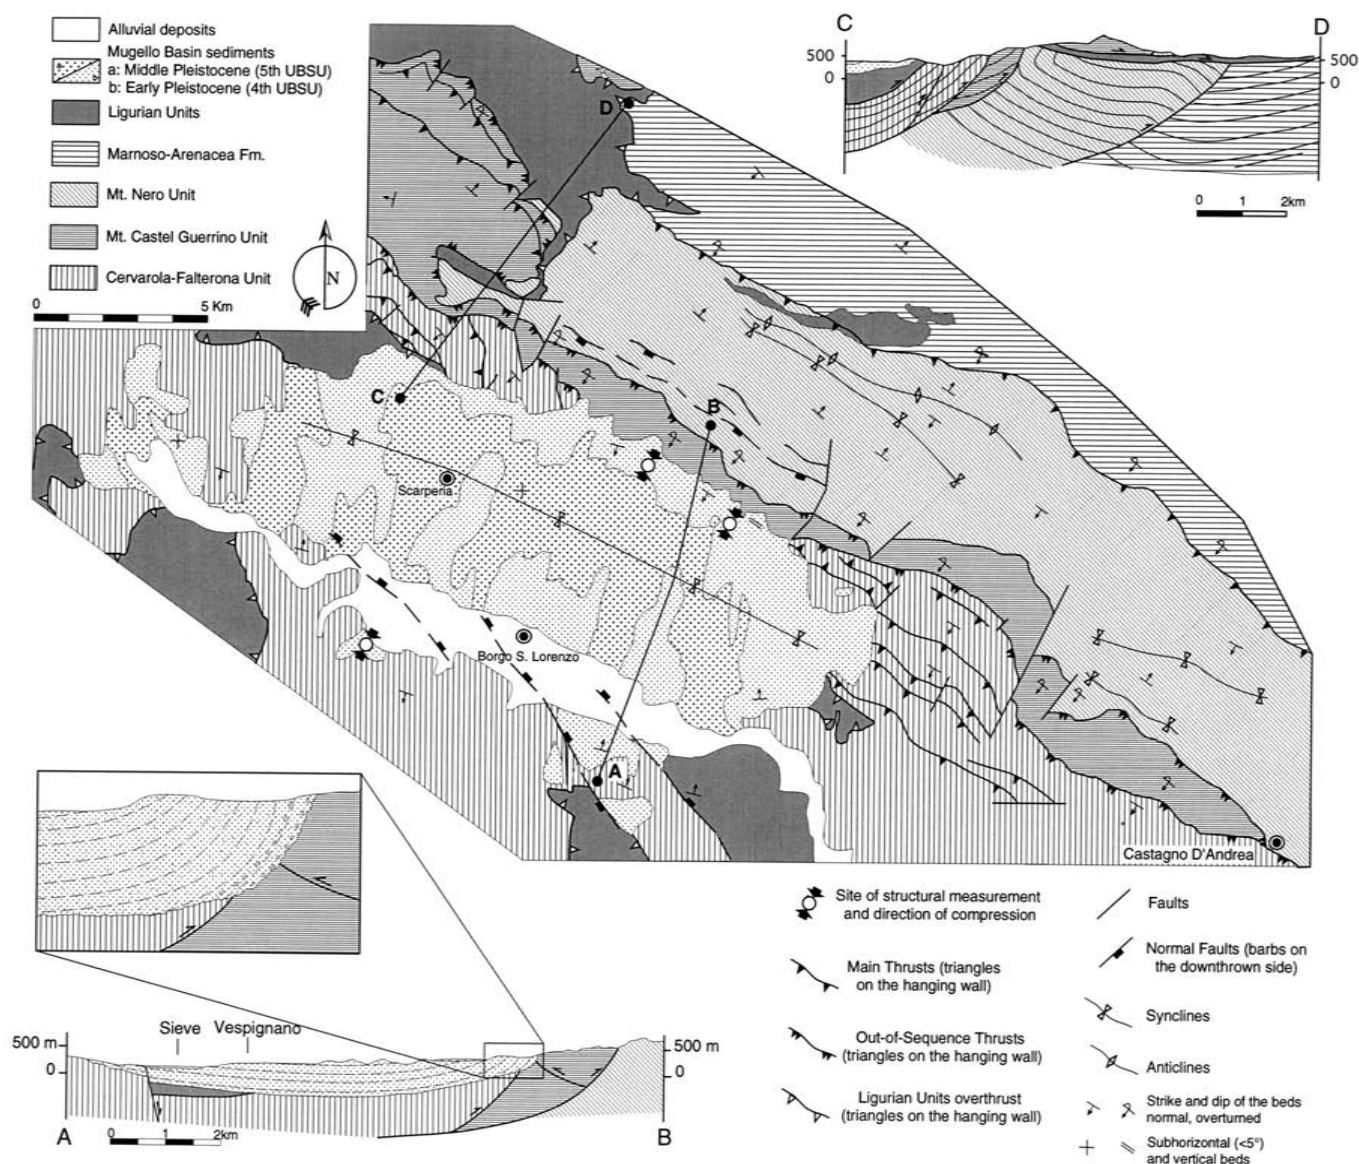 Alluvial deposits
Mugello Basin sediments
a: Middle Pleistocene (5th UBSU)
b: Early Pleistocene (4th UBSU)
Ligurian Units
Marnoso-Arenacea Fm.
Mt. Nero Unit
Mt. Castel Guerrino Unit
Cervarola-Falterona Unit
N
0 5 Km
C D
500 500
0 0
0 1 2km
D
C
B
Scarperia
Borgo S. Lorenzo
A
Castagno D'Andrea
Sieve Vespignano
500 m 500 m
0 0
A B
0 1 2km
Site of structural measurement
and direction of compression
Main Thrusts (triangles
on the hanging wall)
Out-of-Sequence Thrusts
(triangles on the hanging wall)
Ligurian Units overthrust
(triangles on the hanging wall)
Faults
Normal Faults (barbs on
the downthrown side)
Synclines
Anticlines
Strike and dip of the beds
normal, overturned
Subhorizontal (<5°)
and vertical beds